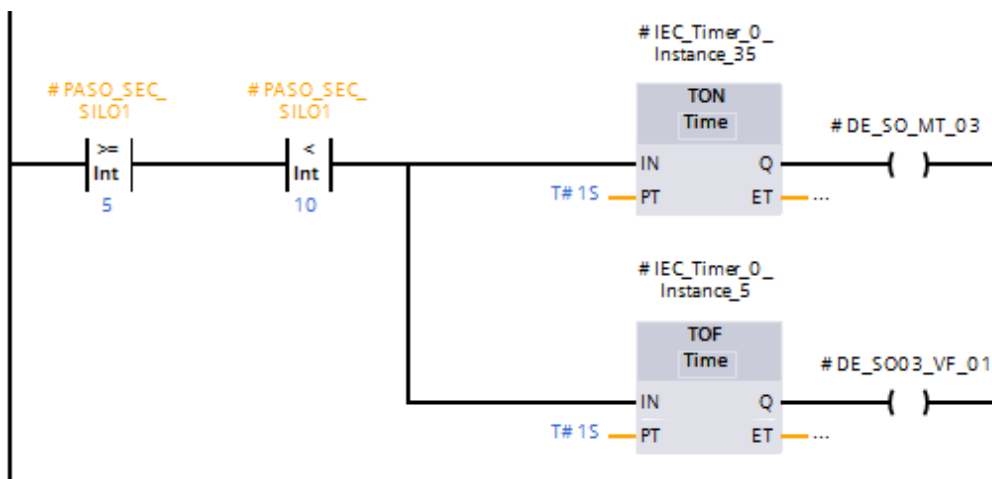 #IEC_Timer_0_
Instance_35
#PASO_SEC_
SILO1
#PASO_SEC_
SILO1
TON
Time
#DE_SO_MT_03
>=
Int
<
Int
IN
Q
5
10
T#1S
PT
ET
...
#IEC_Timer_0_
Instance_5
TOF
Time
#DE_SO03_VF_01
IN
Q
T#1S
PT
ET
...